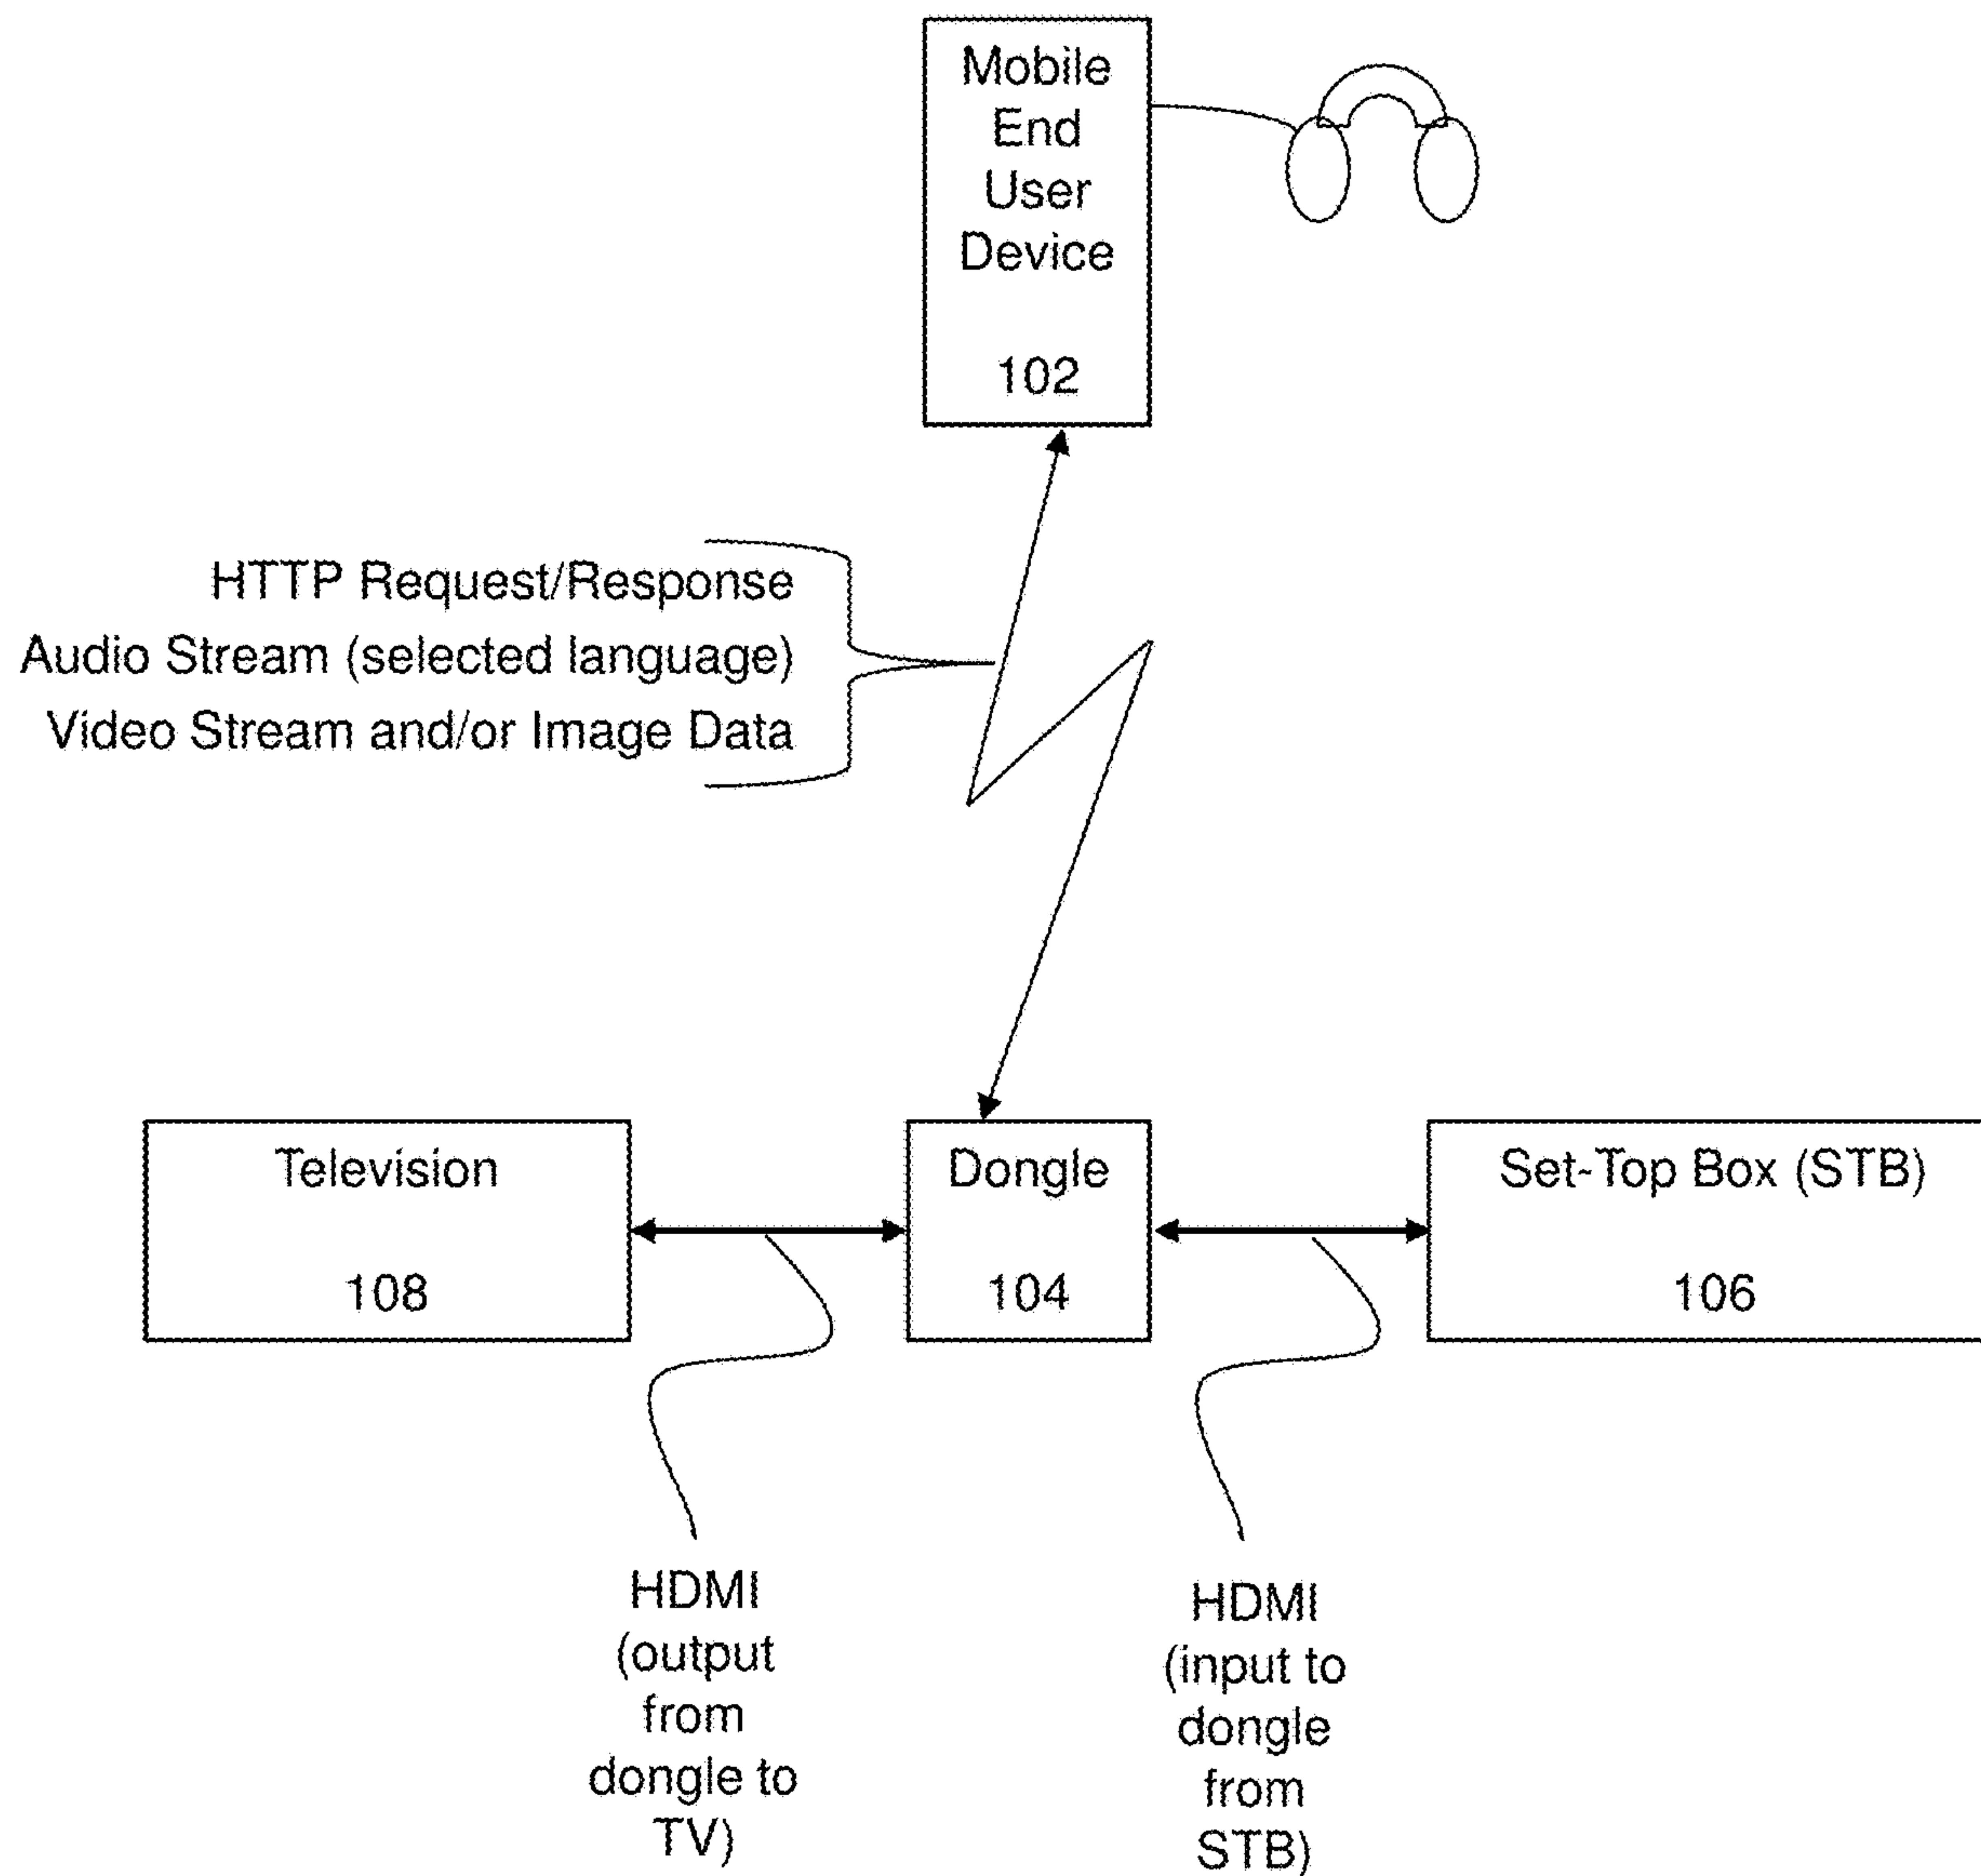 Mobile
End
User
Device
102
HTTP Request/Response
Audio Stream (selected language)
Video Stream and/or Image Data
Television
108
Dongle
104
Set-Top Box (STB)
106
HDMI
(output
from
dongle to
TV)
HDMI
(input to
dongle
from
STB)